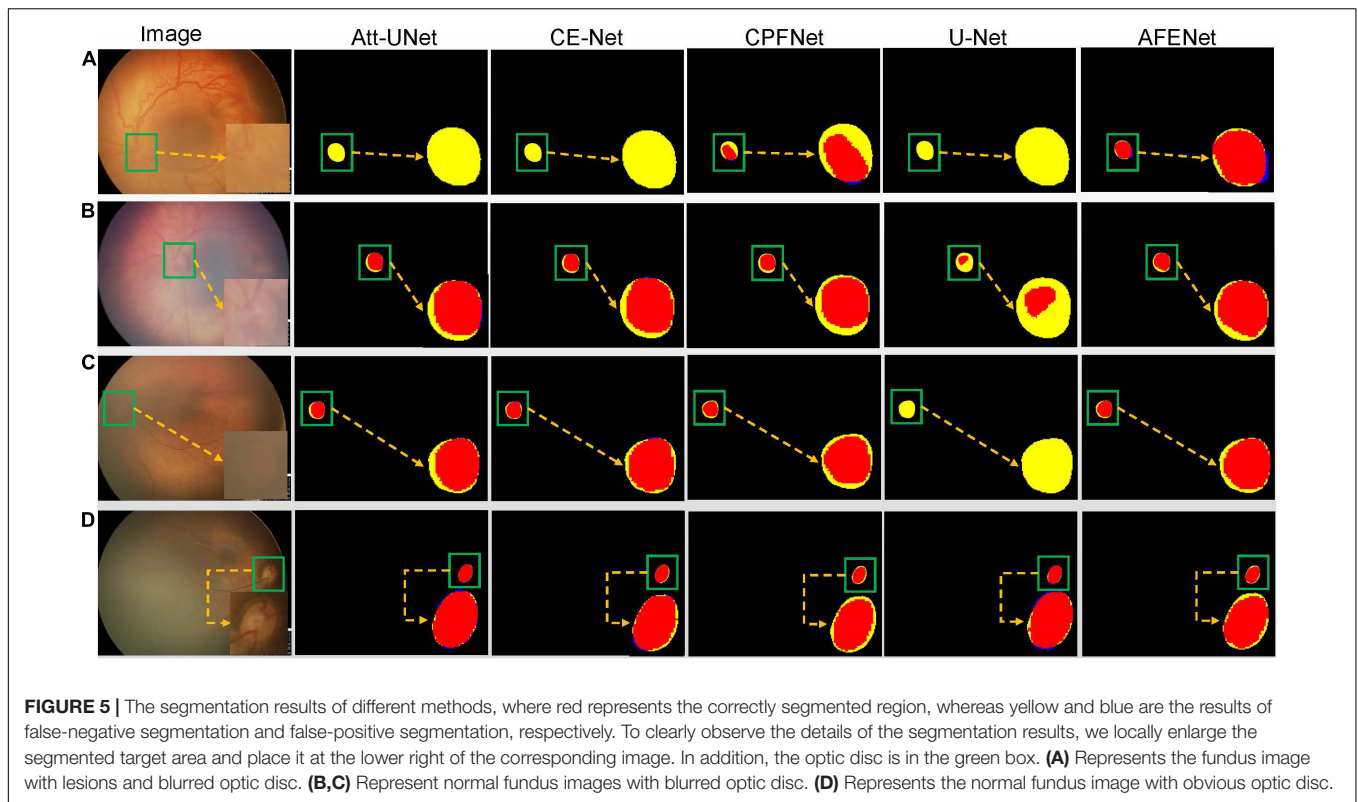 Image Att-UNet CE-Net CPFNet U-Net AFENet
A
B
C
D
FIGURE 5 | The segmentation results of different methods, where red represents the correctly segmented region, whereas yellow and blue are the results of
false-negative segmentation and false-positive segmentation, respectively. To clearly observe the details of the segmentation results, we locally enlarge the
segmented target area and place it at the lower right of the corresponding image. In addition, the optic disc is in the green box. (A) Represents the fundus image
with lesions and blurred optic disc. (B,C) Represent normal fundus images with blurred optic disc. (D) Represents the normal fundus image with obvious optic disc.